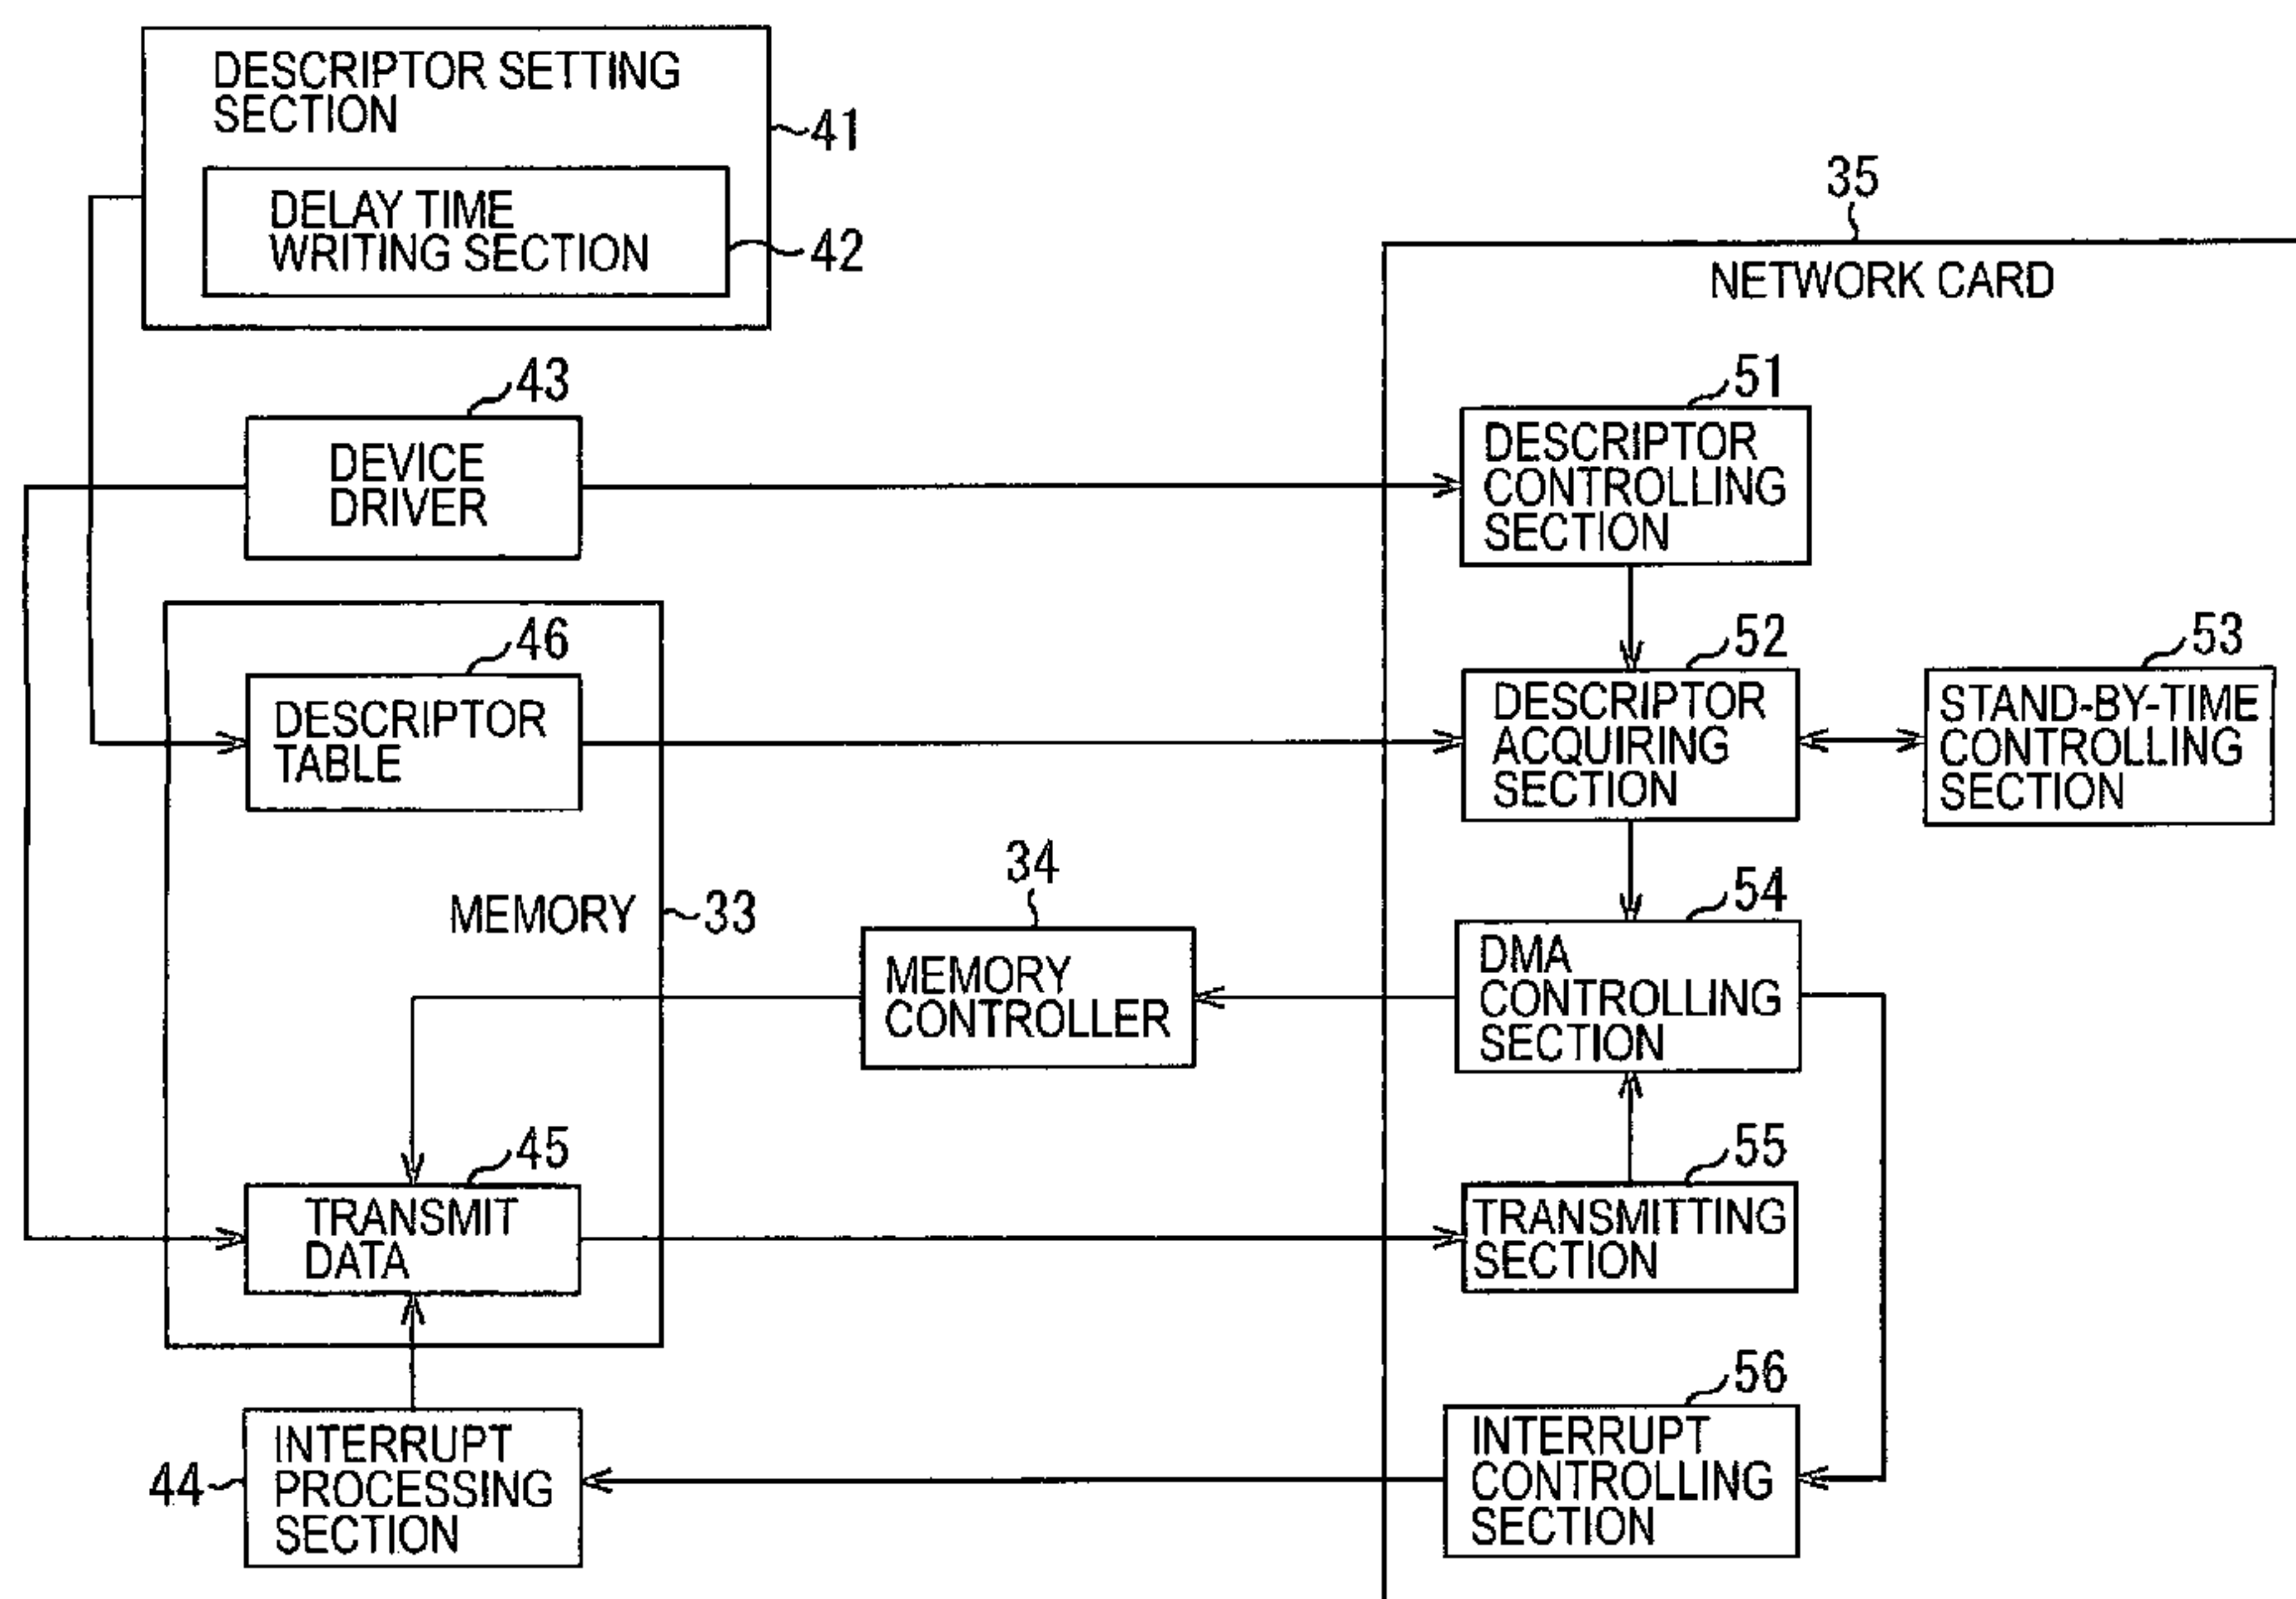 DESCRIPTOR SETTING
SECTION
41
DELAY TIME
WRITING SECTION
42
35
NETWORK CARD
43
DEVICE
DRIVER
51
DESCRIPTOR
CONTROLLING
SECTION
46
DESCRIPTOR
TABLE
52
DESCRIPTOR
ACQUIRING
SECTION
53
STAND-BY-TIME
CONTROLLING
SECTION
MEMORY
33
34
MEMORY
CONTROLLER
54
DMA
CONTROLLING
SECTION
45
TRANSMIT
DATA
55
TRANSMITTING
SECTION
44
INTERRUPT
PROCESSING
SECTION
56
INTERRUPT
CONTROLLING
SECTION